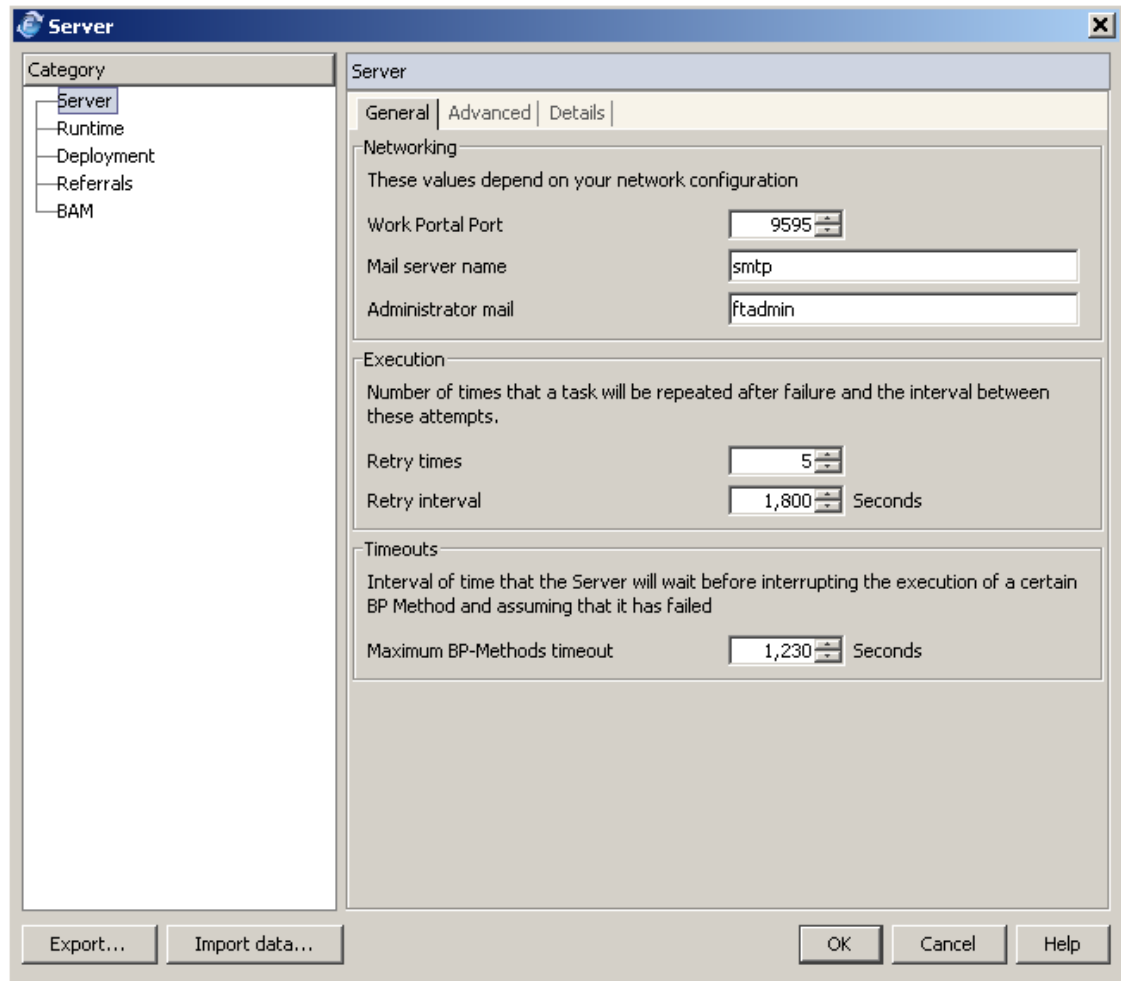 Server
Category
Server
Runtime
Deployment
Referrals
BAM
Server
General Advanced Details
Networking
These values depend on your network configuration
Work Portal Port 9595
Mail server name smtp
Administrator mail ftadmin
Execution
Number of times that a task will be repeated after failure and the interval between
these attempts.
Retry times 5
Retry interval 1,800 Seconds
Timeouts
Interval of time that the Server will wait before interrupting the execution of a certain
BP Method and assuming that it has failed
Maximum BP-Methods timeout 1,230 Seconds
Export... Import data... OK Cancel Help